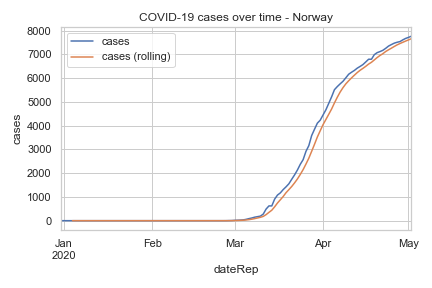 COVID-19 cases over time - Norway
cases
cases (rolling)
8000
7000
6000
5000
4000
3000
2000
1000
0
cases
Jan
2020
Feb
Mar
Apr
May
dateRep